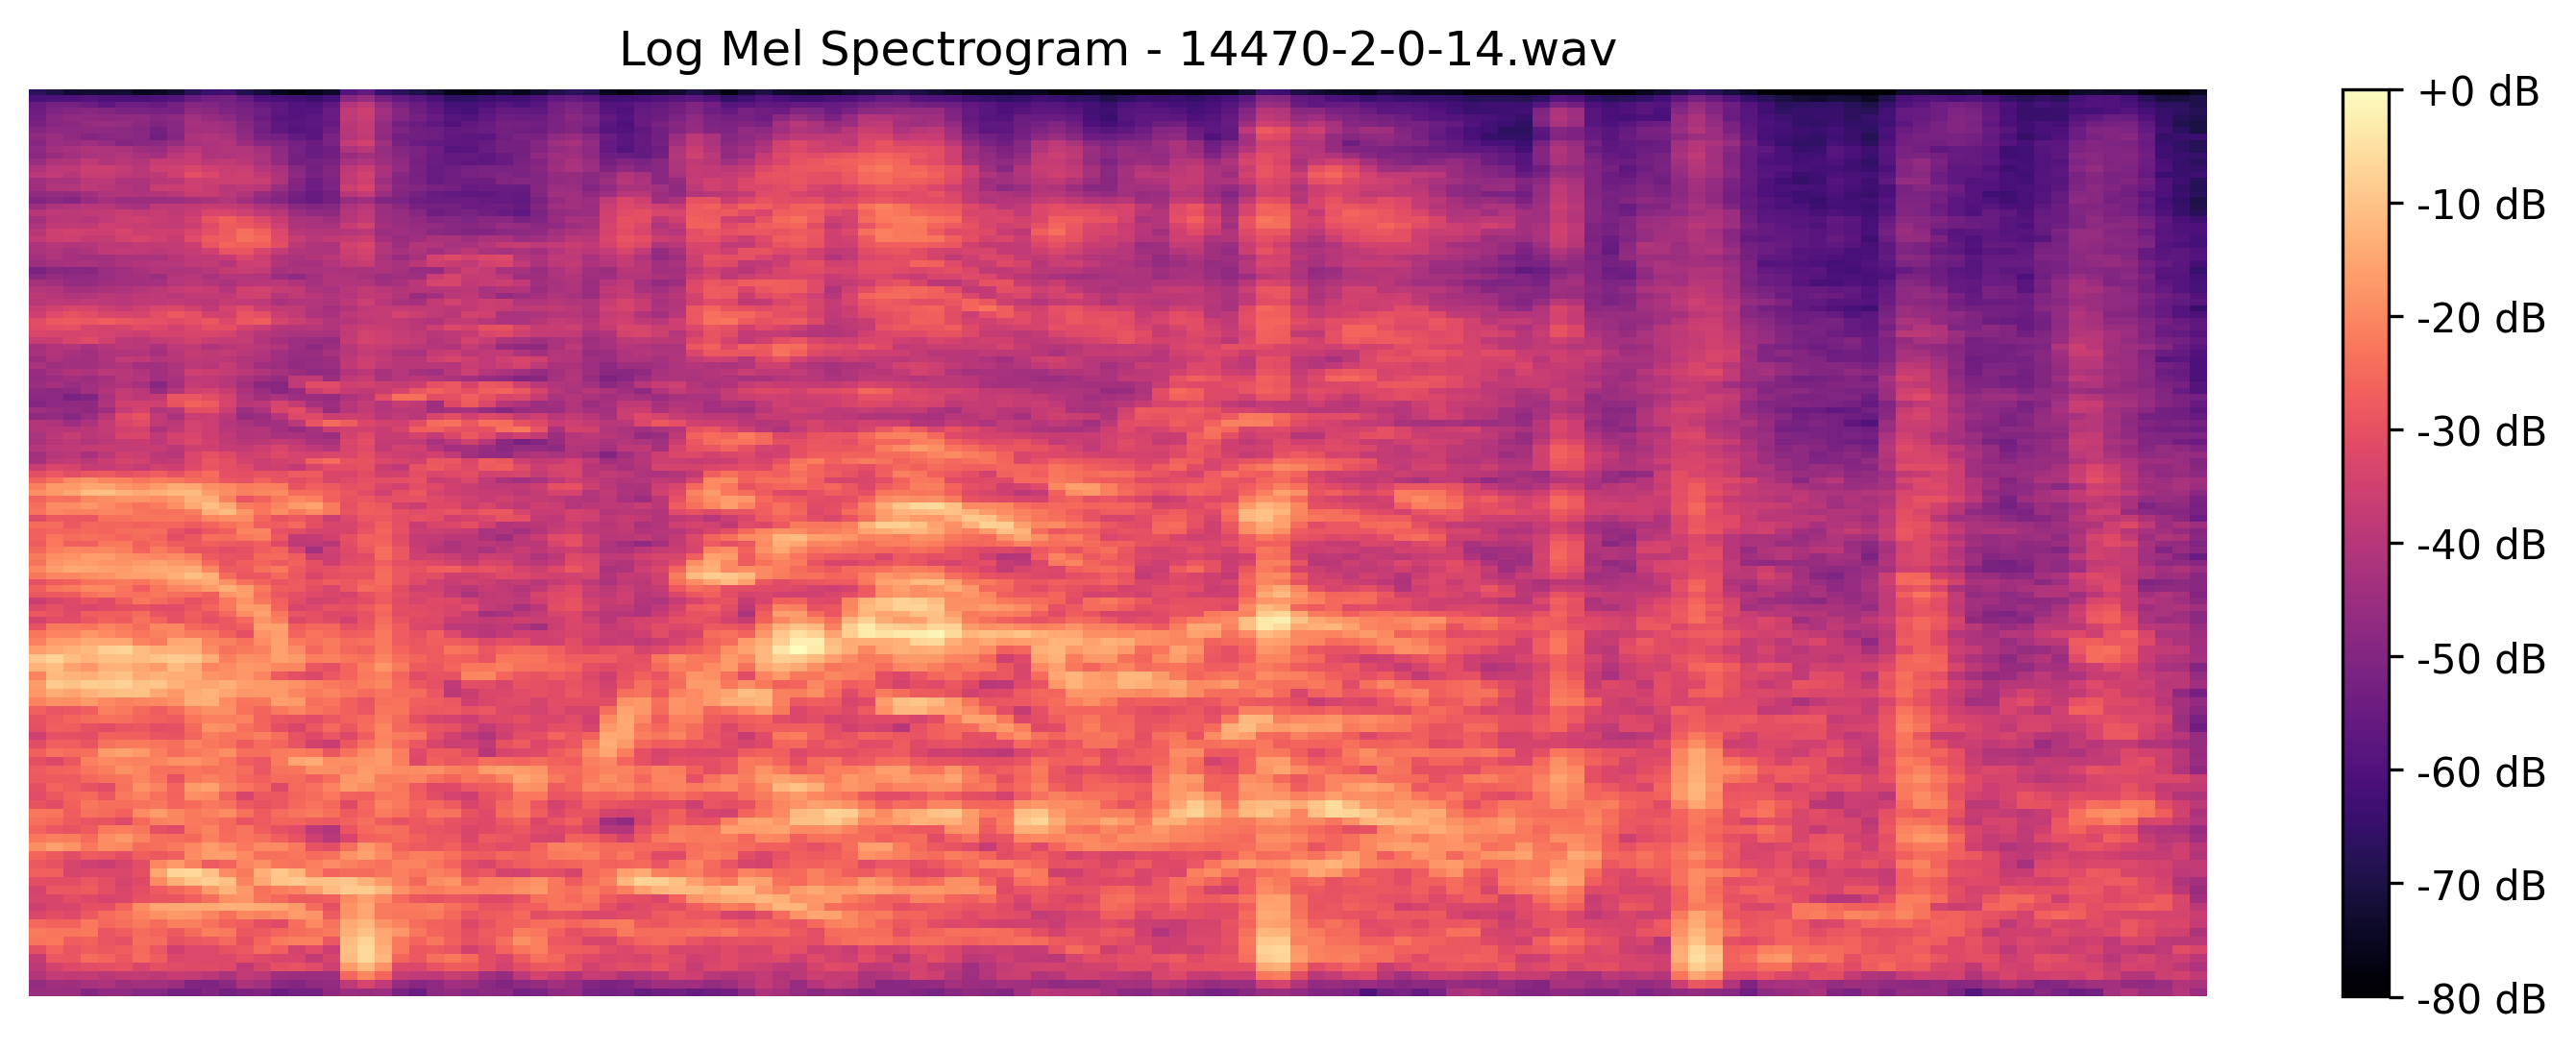 Log Mel Spectrogram - 14470-2-0-14.wav
+0 dB
-10 dB
-20 dB
-30 dB
-40 dB
-50 dB
-60 dB
-70 dB
-80 dB